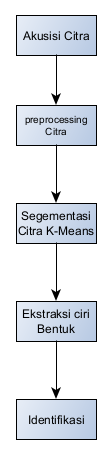 Akusisi Citra
preprocessing
Citra
Segementasi
Citra K-Means
Ekstraksi ciri
Bentuk
Identifikasi